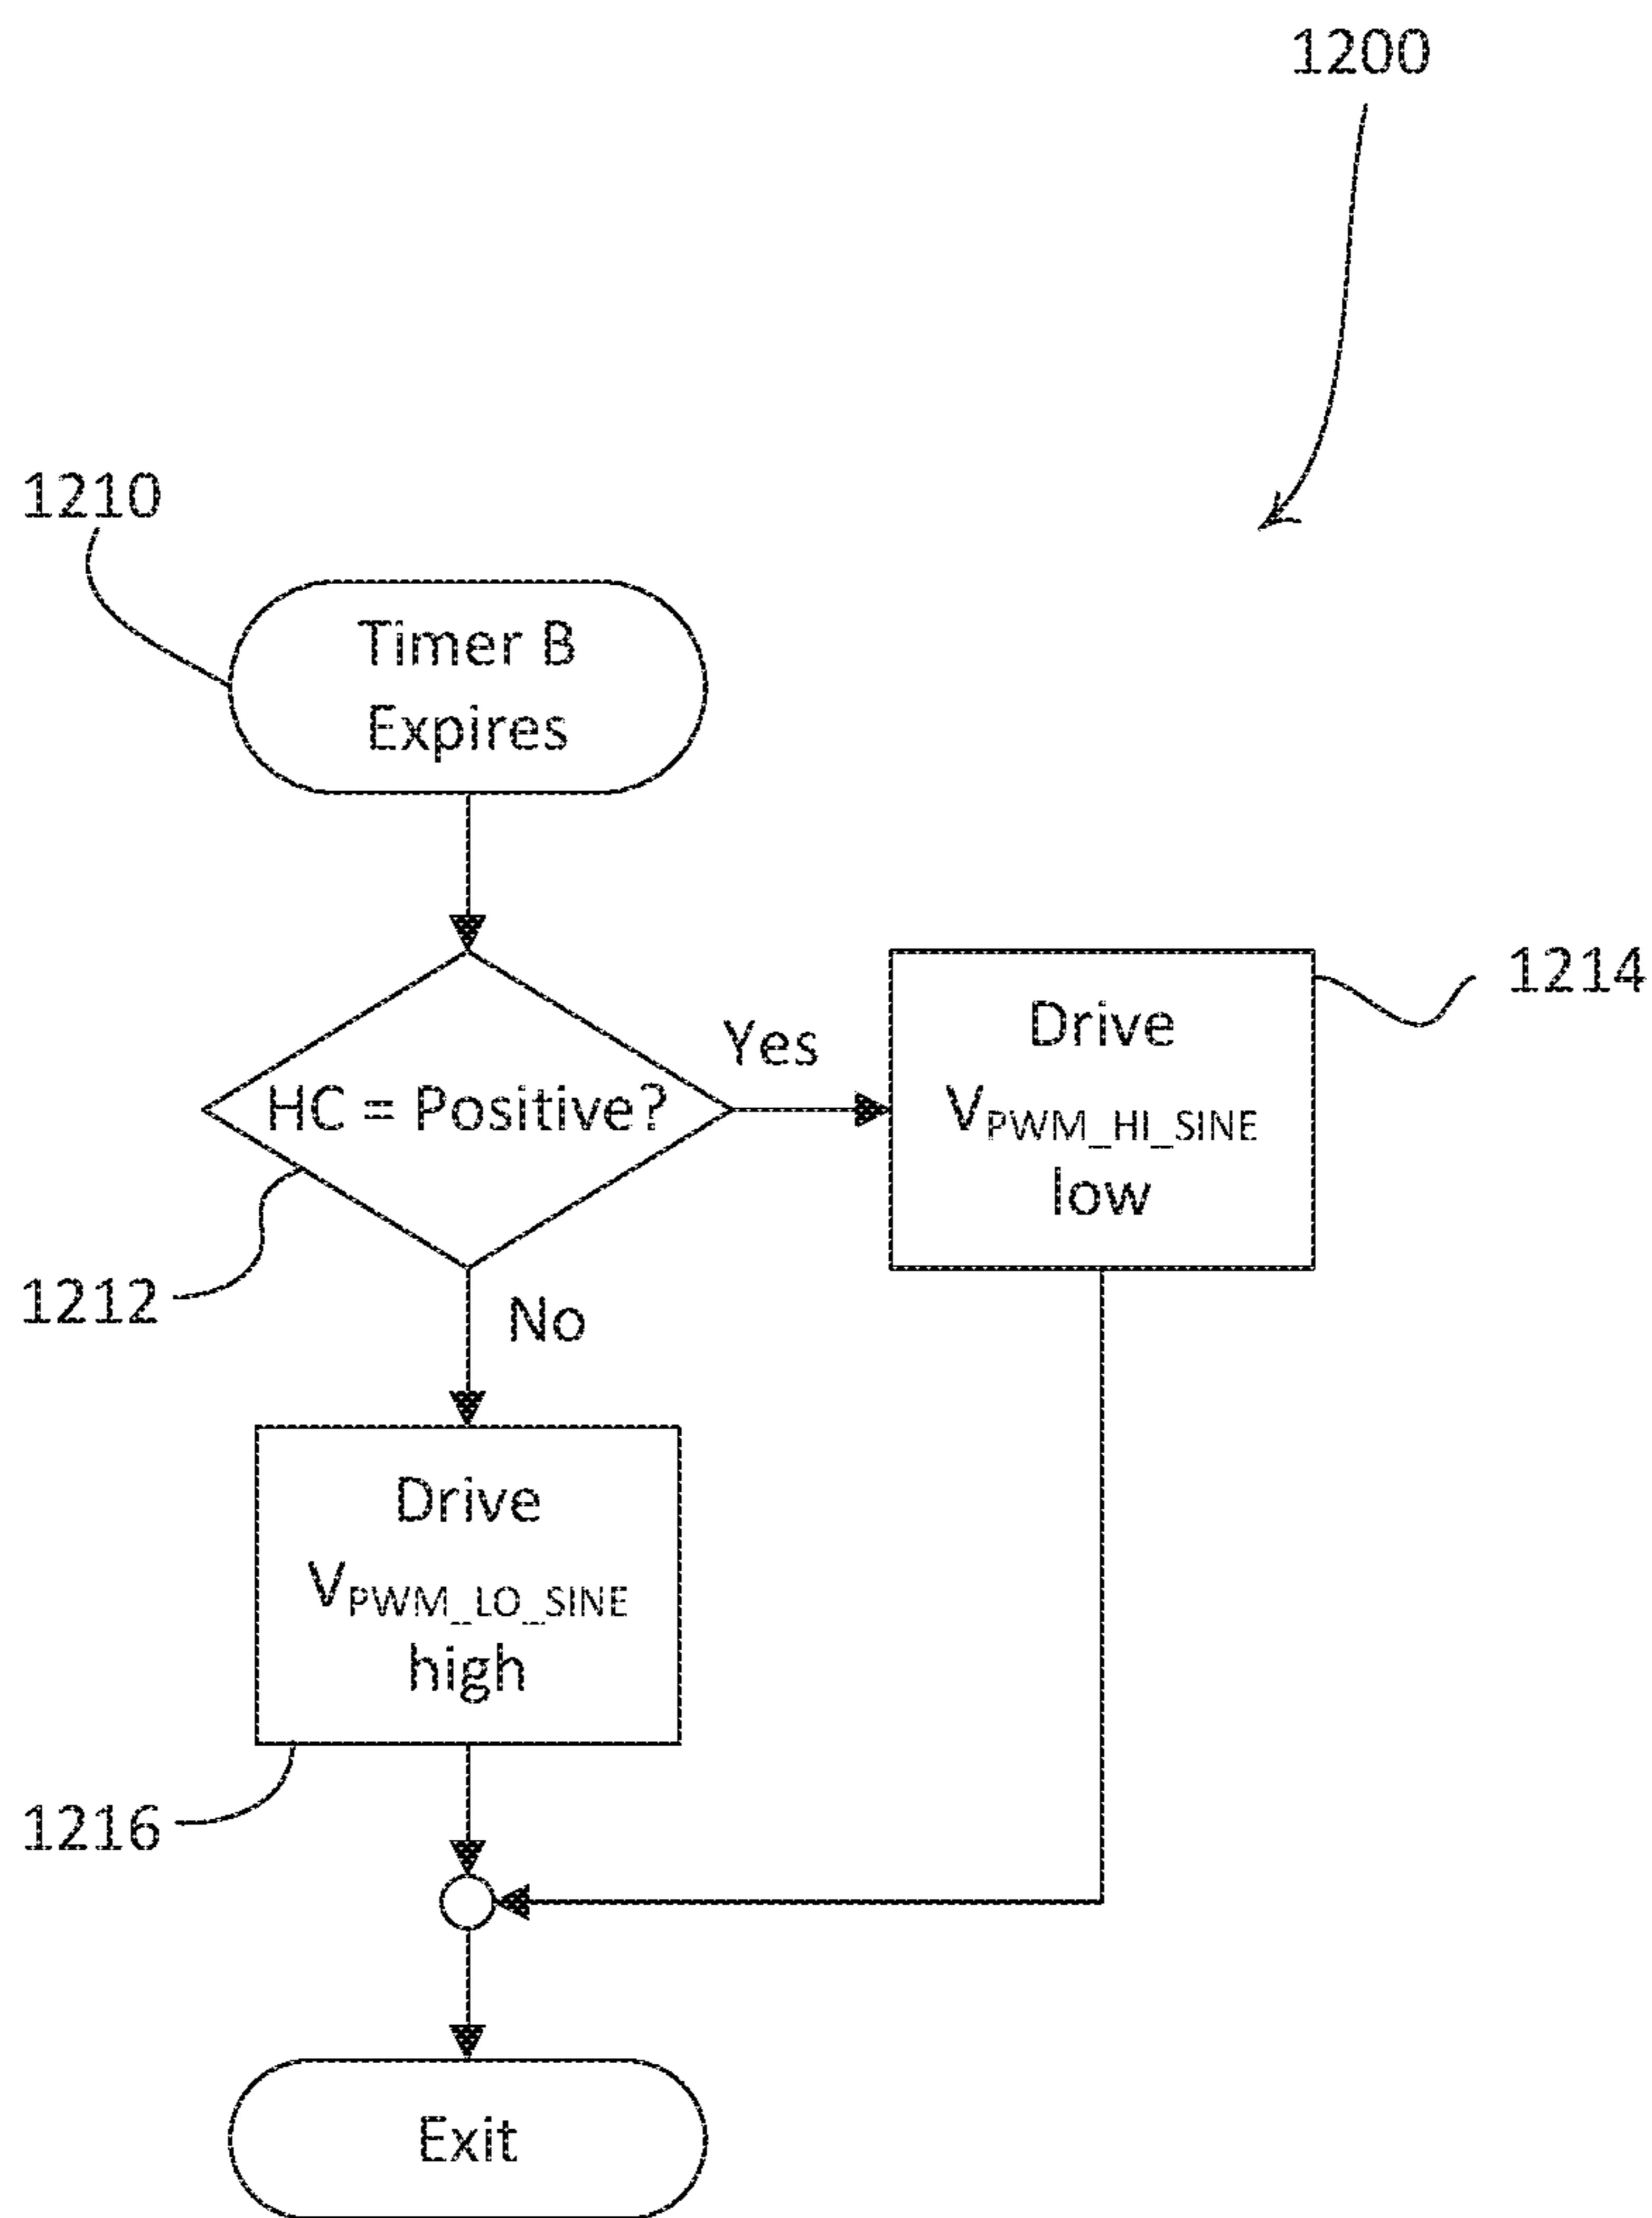 1200
1210
Timer B
Expires
HC = Positive?
Yes
1214
Drive
VPWM_HI_SINE
low
1212
No
Drive
VPWM_LO_SINE
high
1216
Exit